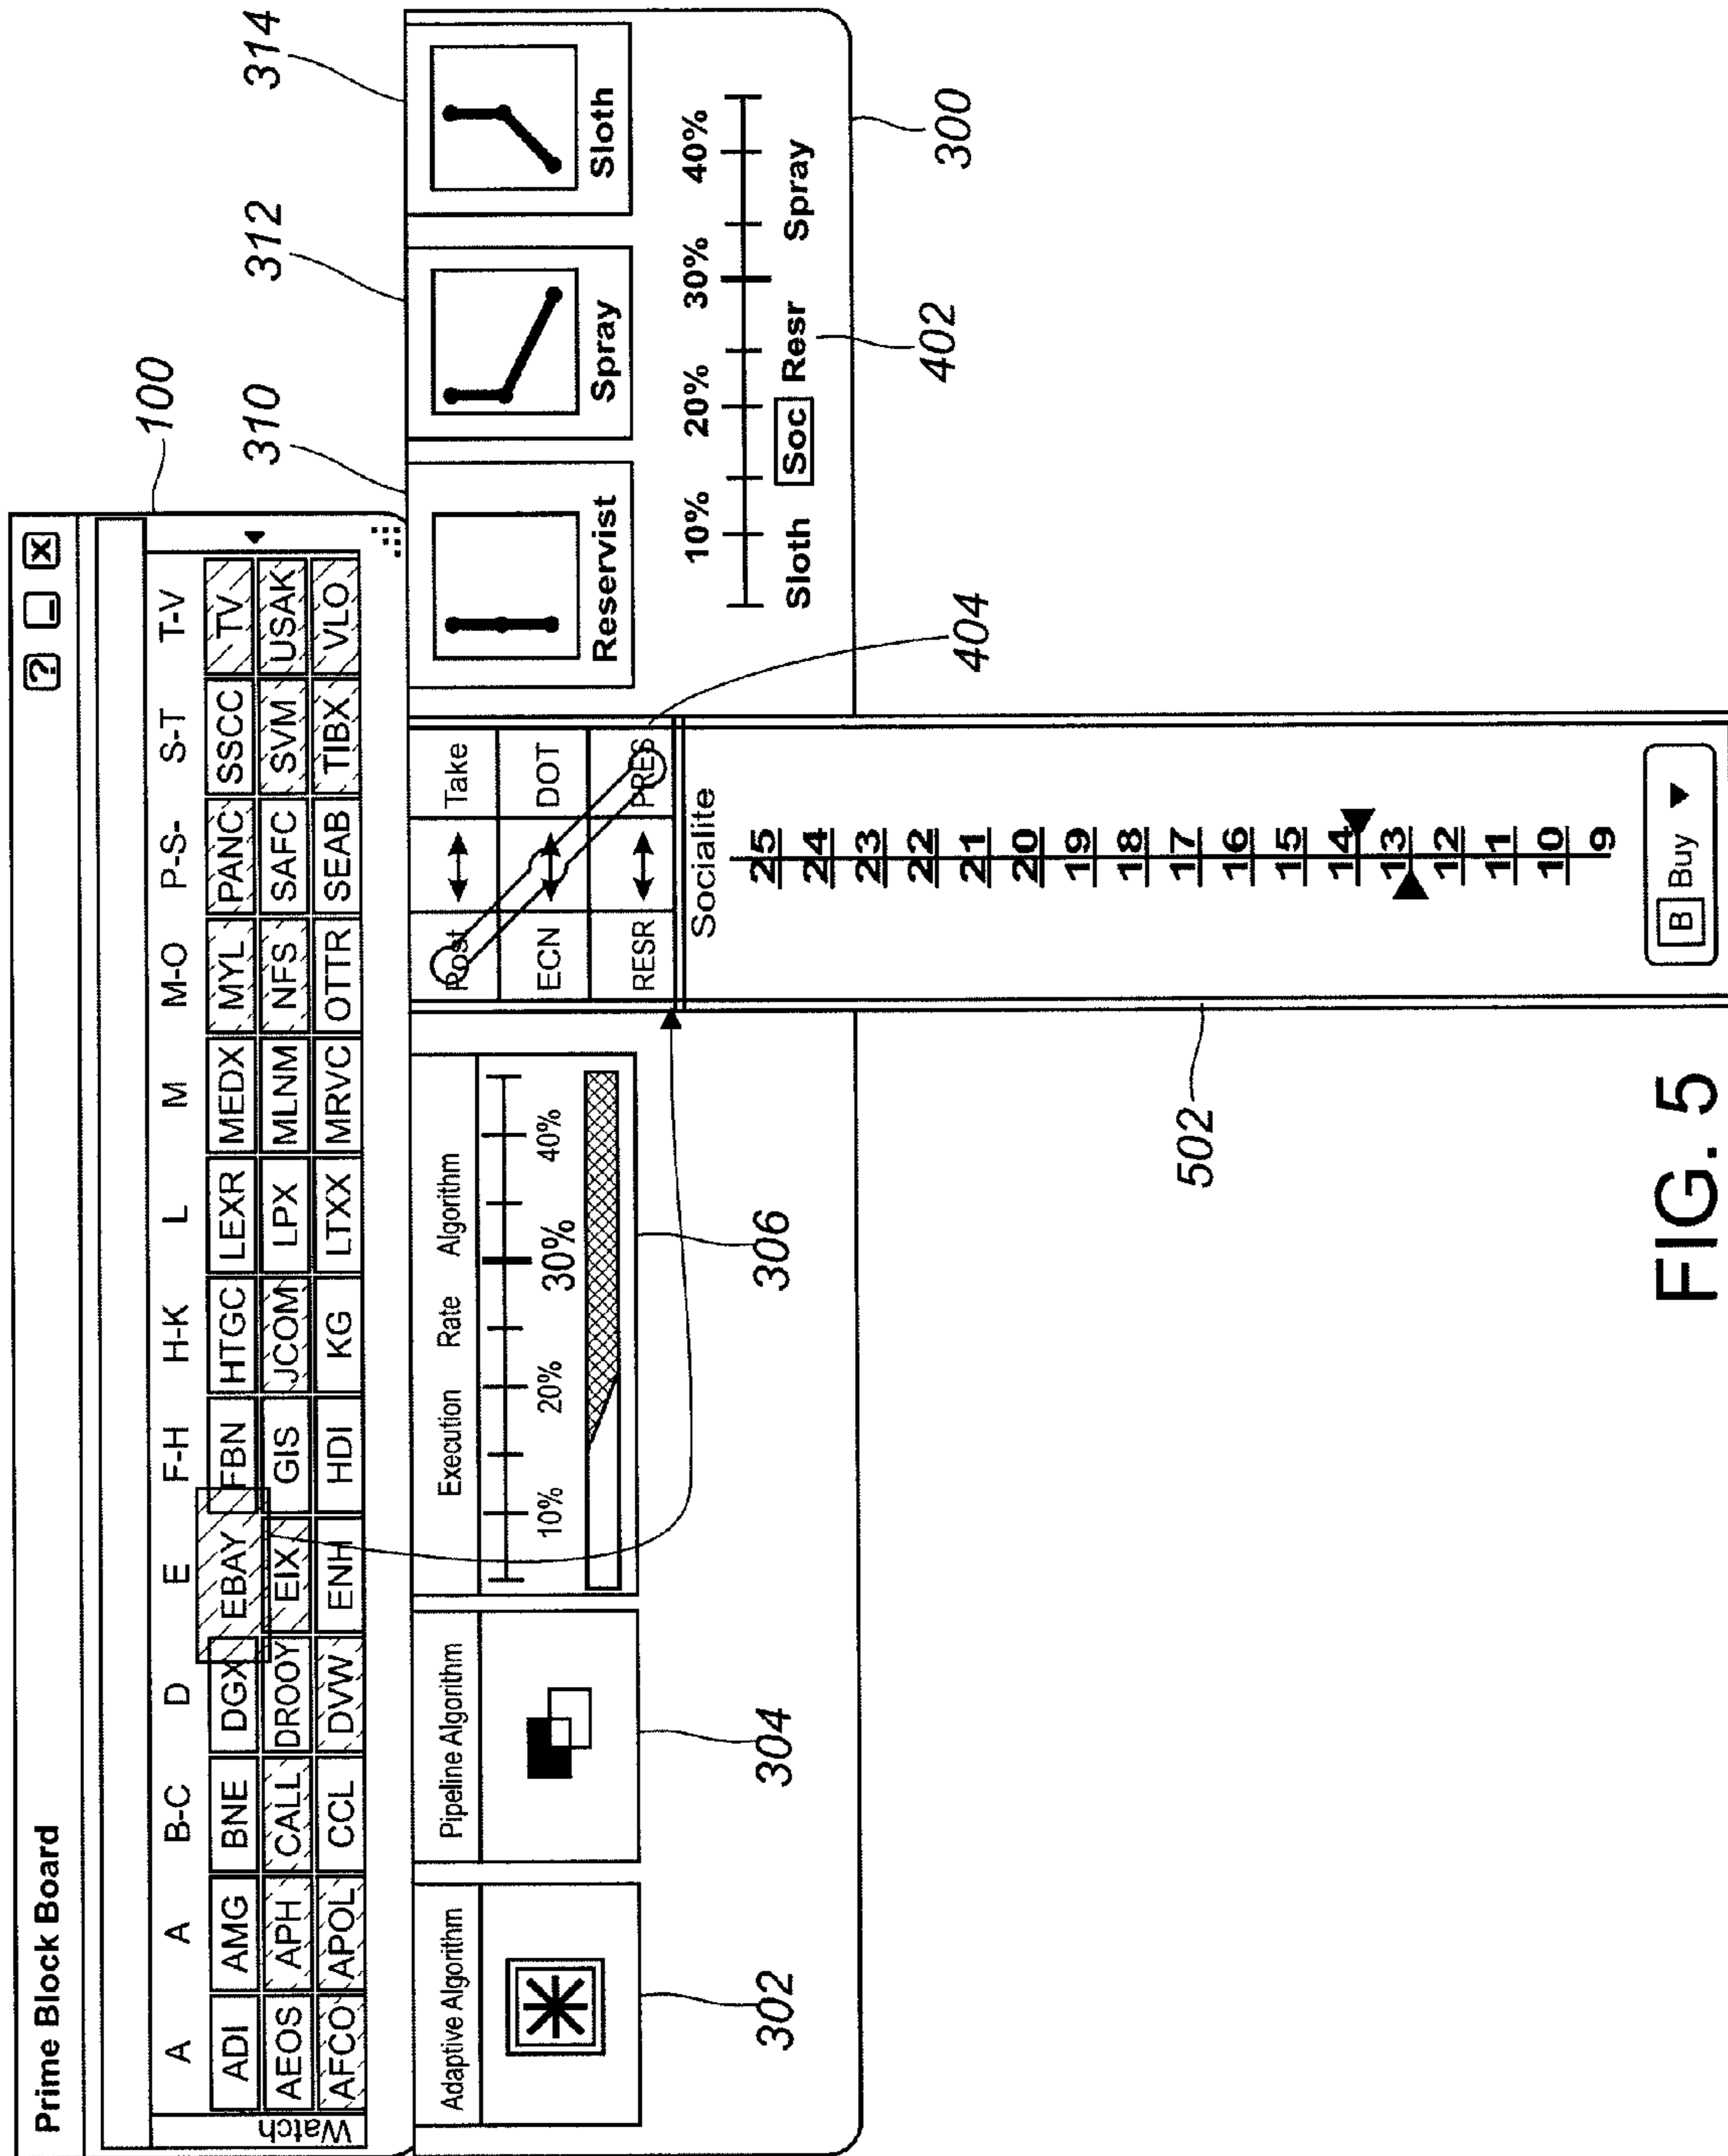 Prime Block Board ? _ X
100
A A B-C D E F-H H-K L M M-O P-S- S-T T-V
Watch
ADI AMG BNE DGX EBAY FBN HTGC LEXR MEDX MYL PANC SSCC TV
AEOS APH CALL DROOY EIX GIS JCOM LPX MLNM NFS SAFC SVM USAK
AFCO APOL CCL DVW ENH HDI KG LTXX MRVC OTTR SEAB TIBX VLO
310 312 314
Adaptive Algorithm
Pipeline Algorithm
Execution Rate Algorithm
10% 20% 30% 40%
302 304 306
Post Take
ECN DOT
RESR PRES
404
Socialite
25
24
23
22
21
20
19
18
17
16
15
14
13
12
11
10
9
B Buy
502
Reservist Spray Sloth
10% 20% 30% 40%
Sloth Soc Resr Spray
402 300
FIG. 5